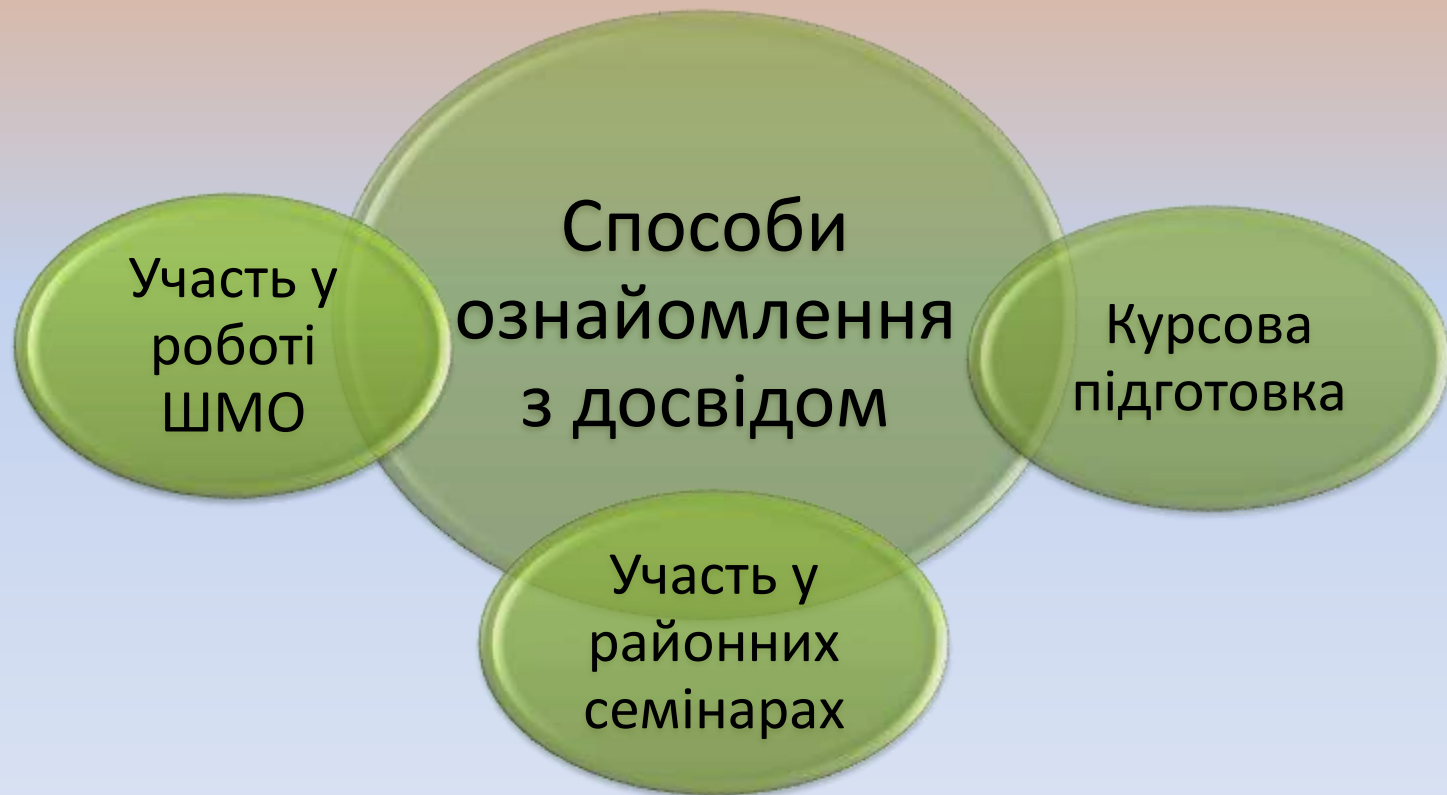 Способи
ознайомлення
з досвідом
Участь у
роботі
ШМО
Курсова
підготовка
Участь у
районних
семінарах